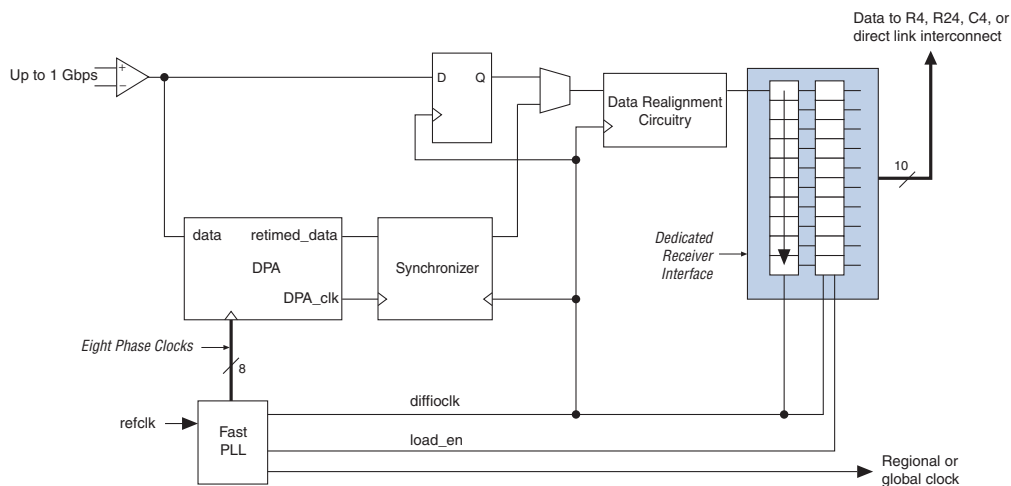 Data to R4, R24, C4, or
direct link interconnect
Up to 1 Gbps
+
−
D Q
Data Realignment
Circuitry
10
data retimed_data
DPA
DPA_clk
Synchronizer
Dedicated
Receiver
Interface
Eight Phase Clocks
8
refclk
Fast
PLL
diffioclk
load_en
Regional or
global clock